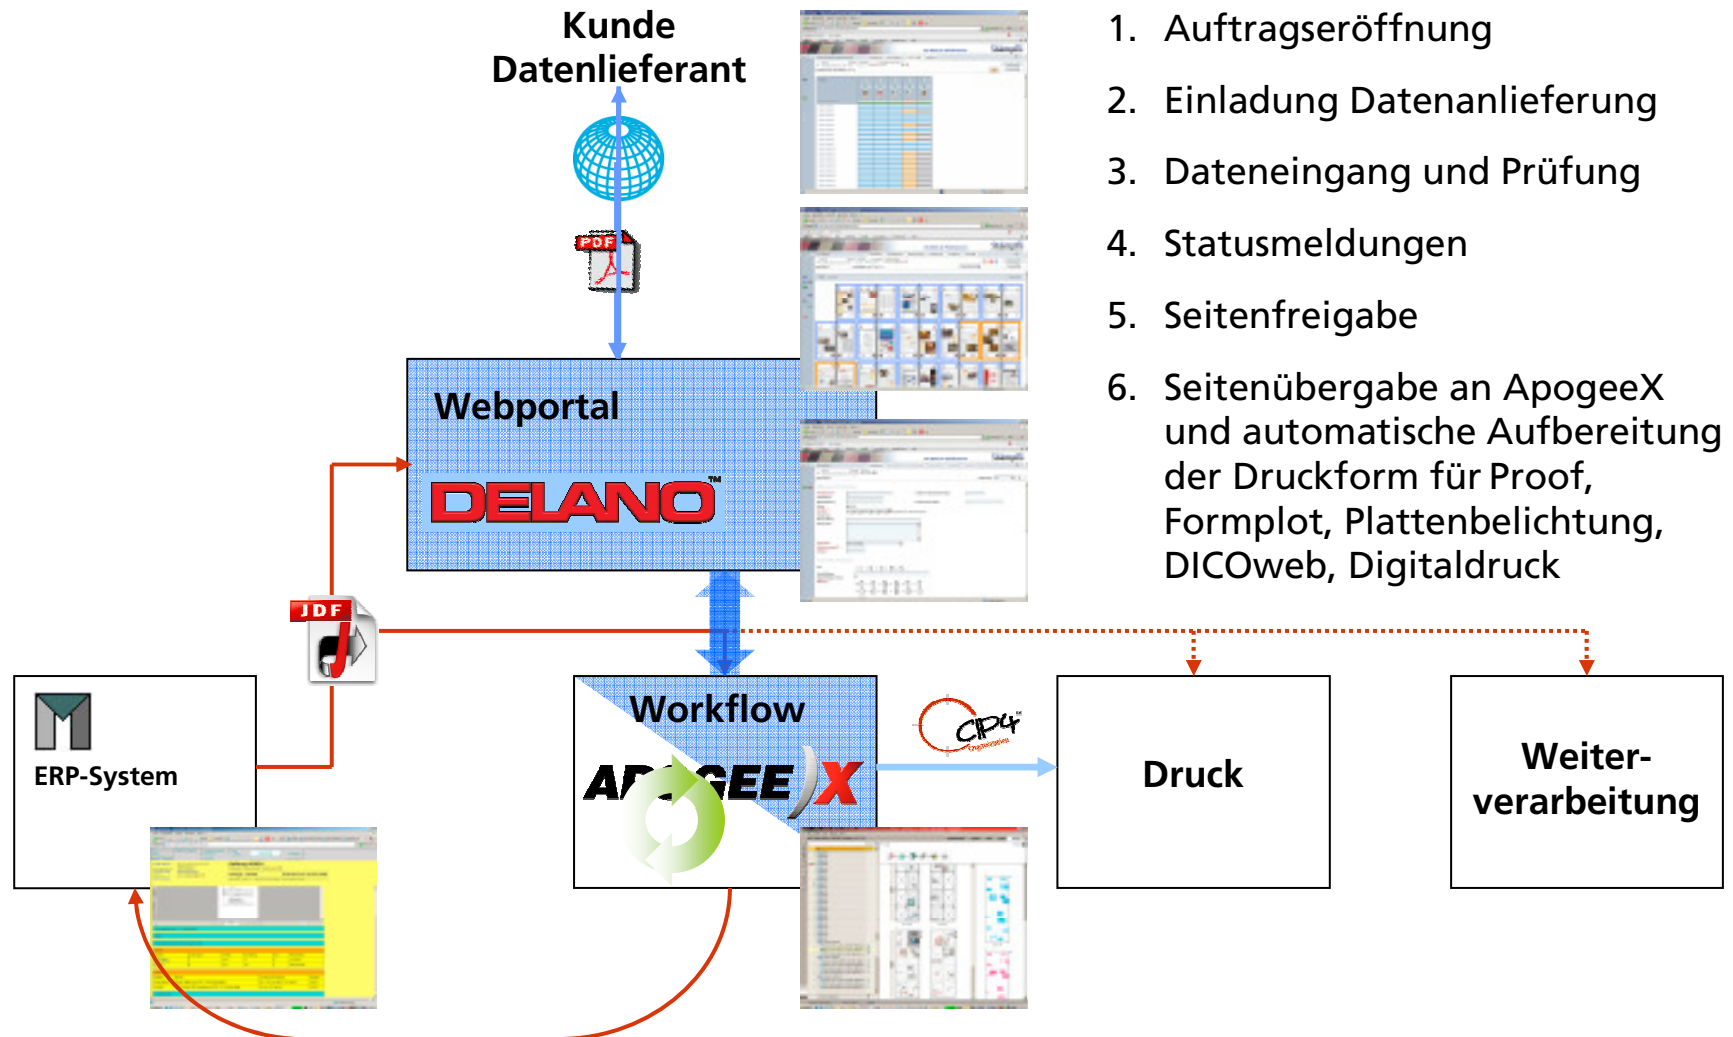 Kunde
Datenlieferant
PDF
Webportal
DELANO™
JDF
ERP-System
Workflow
APOGEE X
CIP4
Druck
Weiter-
verarbeitung
1. Auftragseröffnung
2. Einladung Datenanlieferung
3. Dateneingang und Prüfung
4. Statusmeldungen
5. Seitenfreigabe
6. Seitenübergabe an ApogeeX
und automatische Aufbereitung
der Druckform für Proof,
Formplot, Plattenbelichtung,
DICOweb, Digitaldruck